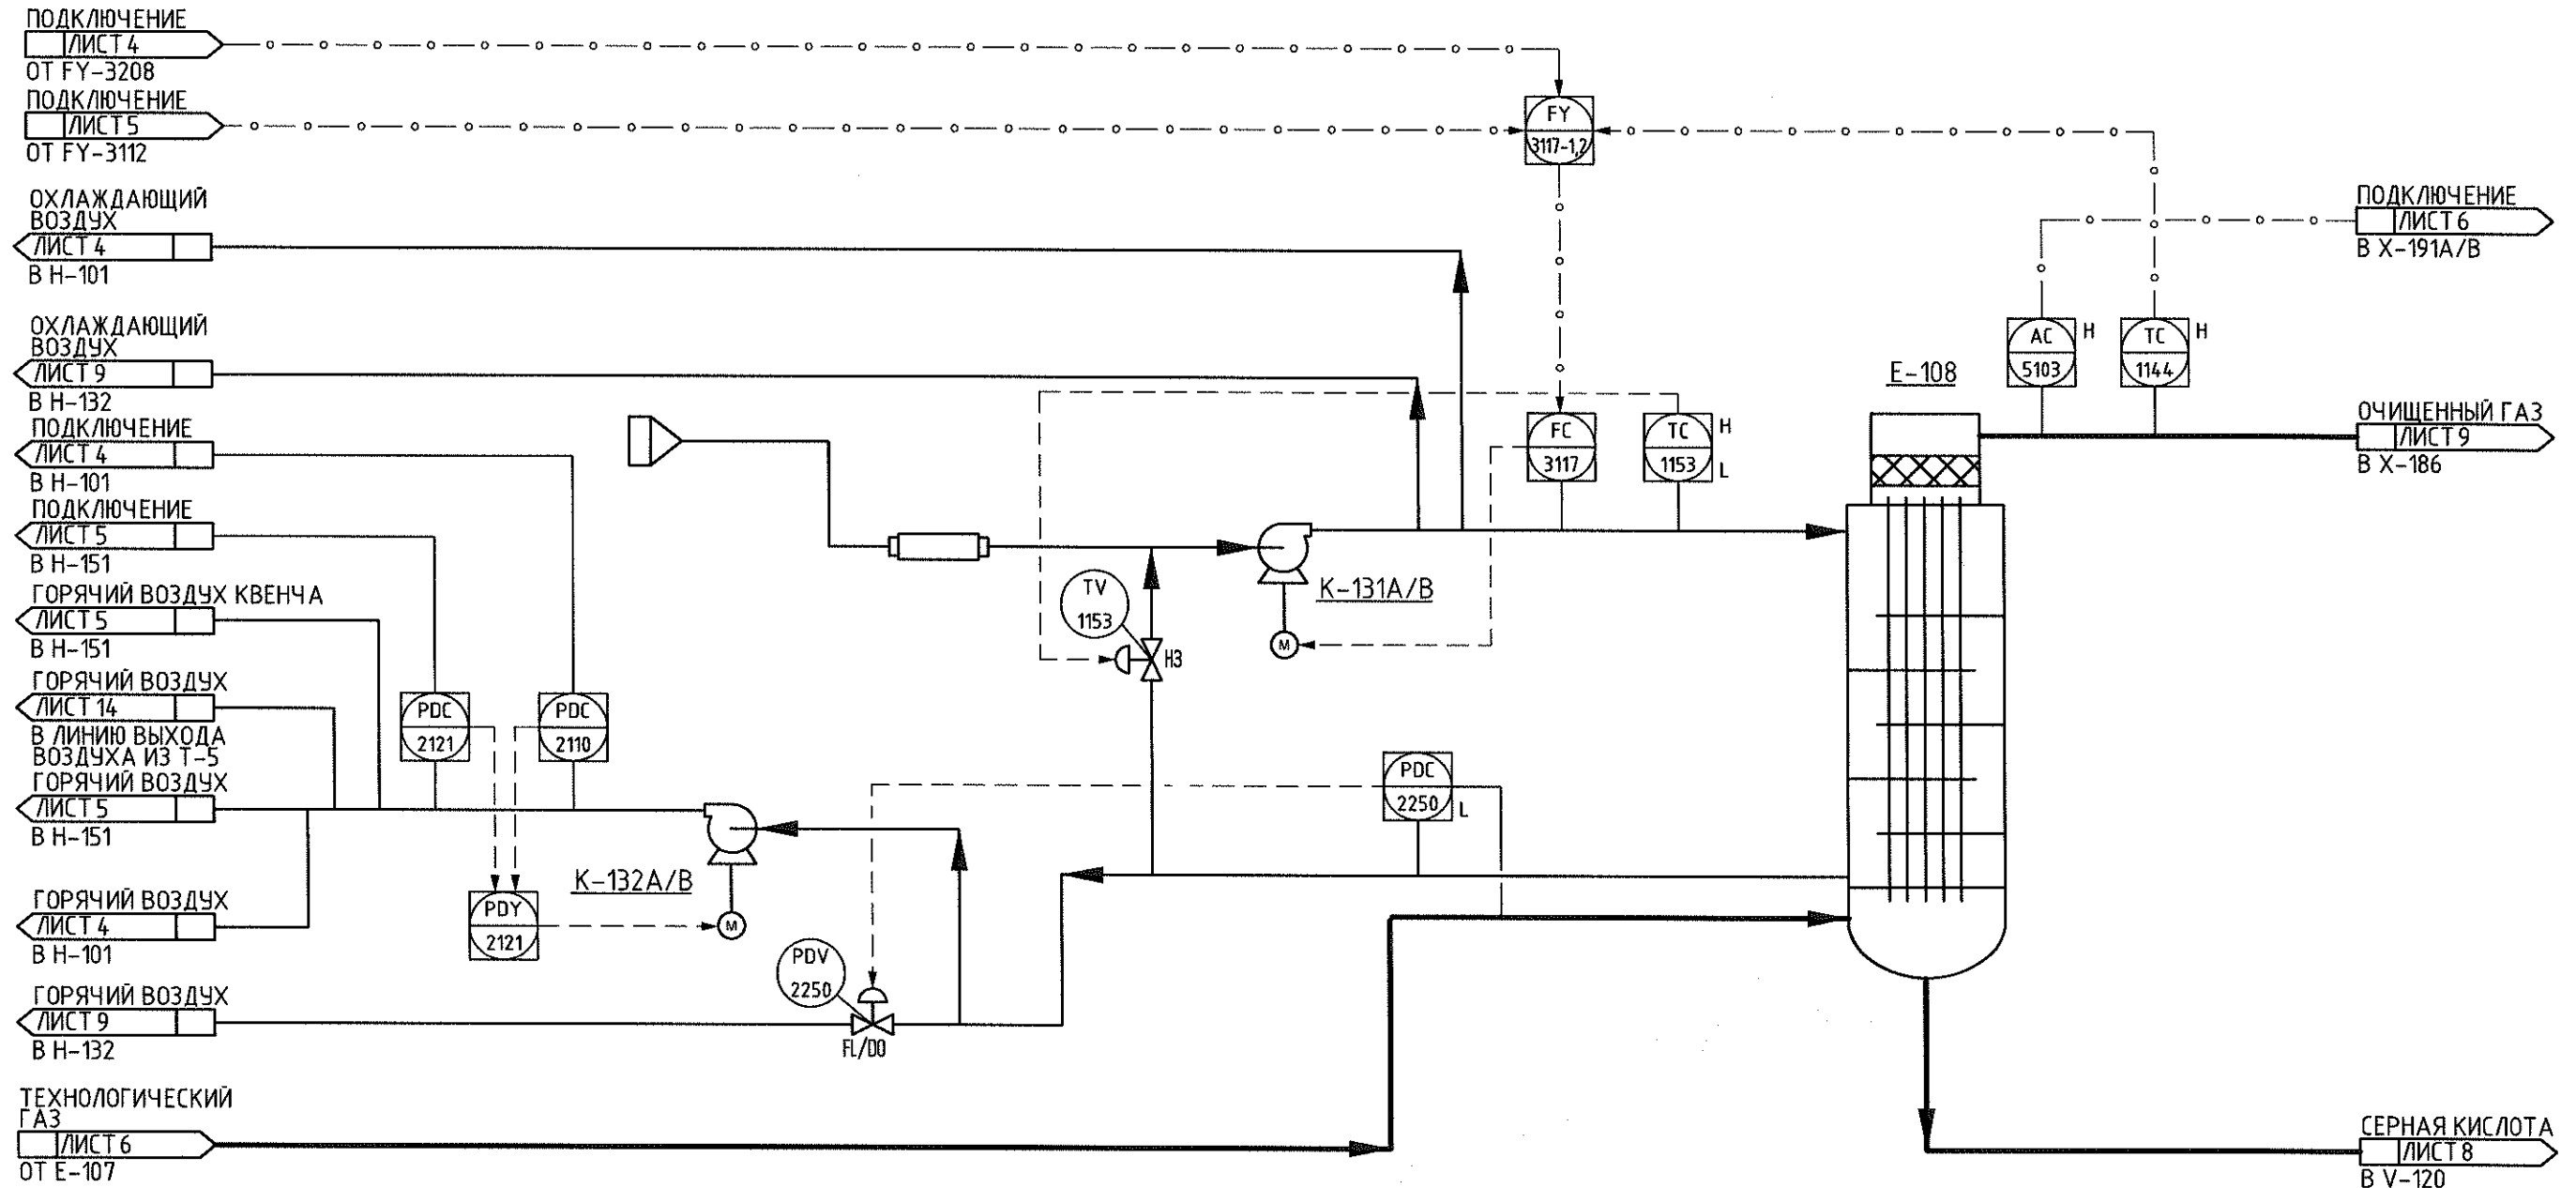 ПОДКЛЮЧЕНИЕ
ЛИСТ 4
ОТ FY-3208
ПОДКЛЮЧЕНИЕ
ЛИСТ 5
ОТ FY-3112
ОХЛАЖДАЮЩИЙ
ВОЗДУХ
ЛИСТ 4
В Н-101
ОХЛАЖДАЮЩИЙ
ВОЗДУХ
ЛИСТ 9
В Н-132
ПОДКЛЮЧЕНИЕ
ЛИСТ 4
В Н-101
ПОДКЛЮЧЕНИЕ
ЛИСТ 5
В Н-151
ГОРЯЧИЙ ВОЗДУХ КВЕНЧА
ЛИСТ 5
В Н-151
ГОРЯЧИЙ ВОЗДУХ
ЛИСТ 14
В ЛИНИЮ ВЫХОДА
ВОЗДУХА ИЗ Т-5
ГОРЯЧИЙ ВОЗДУХ
ЛИСТ 5
В Н-151
ГОРЯЧИЙ ВОЗДУХ
ЛИСТ 4
В Н-101
ГОРЯЧИЙ ВОЗДУХ
ЛИСТ 9
В Н-132
ТЕХНОЛОГИЧЕСКИЙ
ГАЗ
ЛИСТ 6
ОТ Е-107
PDC
2121
PDC
2110
PDY
2121
К-132А/В
M
PDV
2250
FL/DO
TV
1153
НЗ
К-131А/В
M
FY
3117-1,2
FC
3117
TC
1153
H
L
PDC
2250
L
AC
5103
H
TC
1144
H
Е-108
ПОДКЛЮЧЕНИЕ
ЛИСТ 6
В Х-191А/В
ОЧИЩЕННЫЙ ГАЗ
ЛИСТ 9
В Х-186
СЕРНАЯ КИСЛОТА
ЛИСТ 8
В V-120